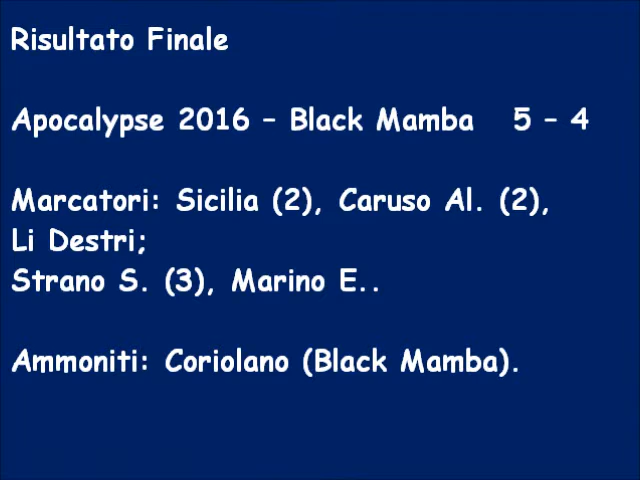 Risultato Finale
Apocalypse 2016 – Black Mamba 5 – 4
Marcatori: Sicilia (2), Caruso Al. (2),
Li Destri;
Strano S. (3), Marino E..
Ammoniti: Coriolano (Black Mamba).